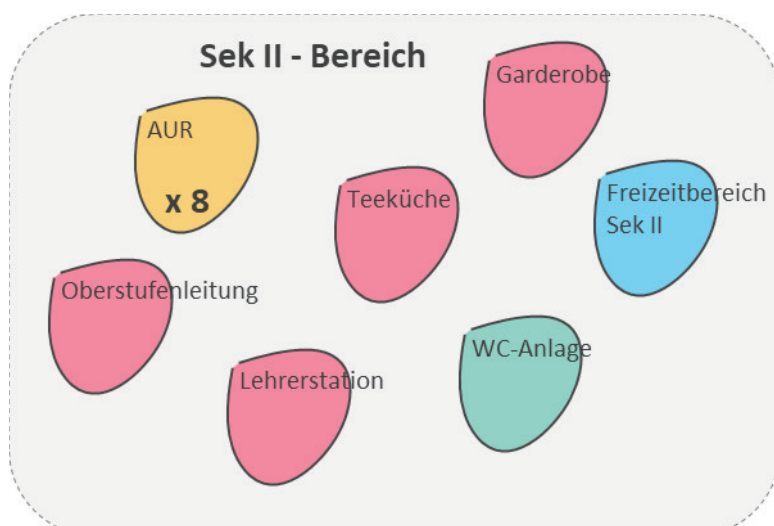 Sek II - Bereich
Garderobe
AUR
x 8
Teeküche
Freizeitbereich
Sek II
Oberstufenleitung
WC-Anlage
Lehrerstation